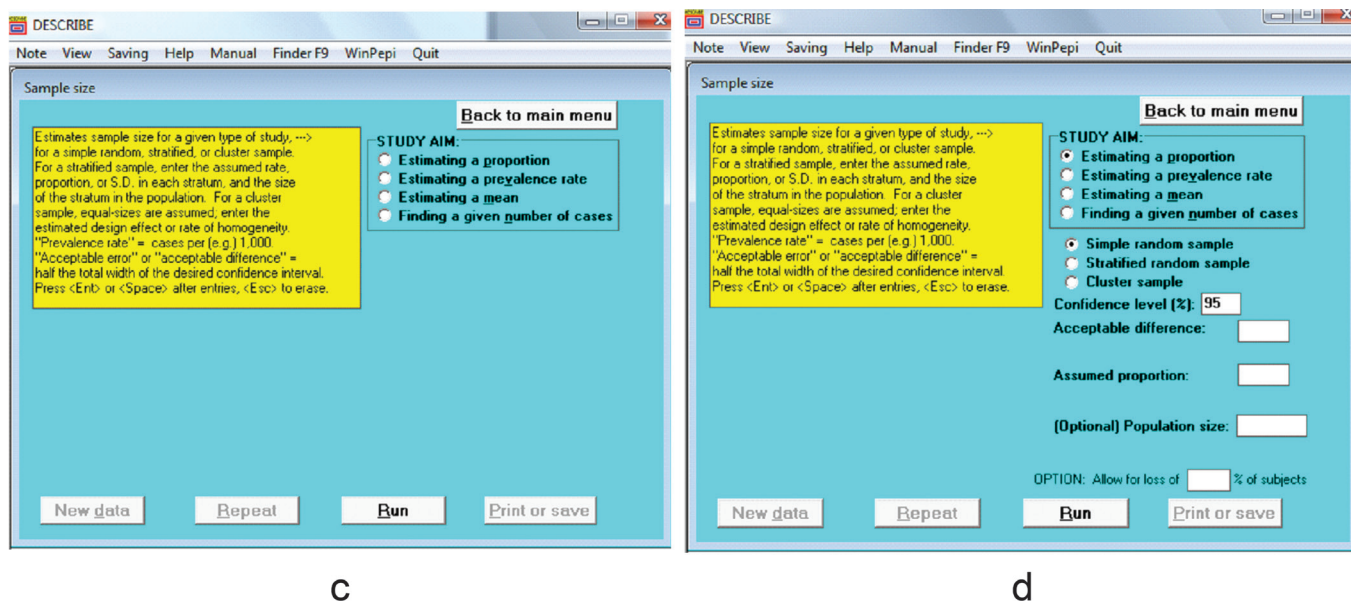 DESCRIBE
Note View Saving Help Manual Finder F9 WinPepi Quit
Sample size
Back to main menu
Estimates sample size for a given type of study, --->
for a simple random, stratified, or cluster sample.
For a stratified sample, enter the assumed rate,
proportion, or S.D. in each stratum, and the size
of the stratum in the population. For a cluster
sample, equal-sizes are assumed; enter the
estimated design effect or rate of homogeneity.
"Prevalence rate" = cases per (e.g.) 1,000.
"Acceptable error" or "acceptable difference" =
half the total width of the desired confidence interval.
Press <Ent> or <Space> after entries, <Esc> to erase.
STUDY AIM:
Estimating a proportion
Estimating a prevalence rate
Estimating a mean
Finding a given number of cases
New data Repeat Run Print or save
c
DESCRIBE
Note View Saving Help Manual Finder F9 WinPepi Quit
Sample size
Back to main menu
Estimates sample size for a given type of study, --->
for a simple random, stratified, or cluster sample.
For a stratified sample, enter the assumed rate,
proportion, or S.D. in each stratum, and the size
of the stratum in the population. For a cluster
sample, equal-sizes are assumed; enter the
estimated design effect or rate of homogeneity.
"Prevalence rate" = cases per (e.g.) 1,000.
"Acceptable error" or "acceptable difference" =
half the total width of the desired confidence interval.
Press <Ent> or <Space> after entries, <Esc> to erase.
STUDY AIM:
Estimating a proportion
Estimating a prevalence rate
Estimating a mean
Finding a given number of cases
Simple random sample
Stratified random sample
Cluster sample
Confidence level (%): 95
Acceptable difference:
Assumed proportion:
(Optional) Population size:
OPTION: Allow for loss of % of subjects
New data Repeat Run Print or save
d